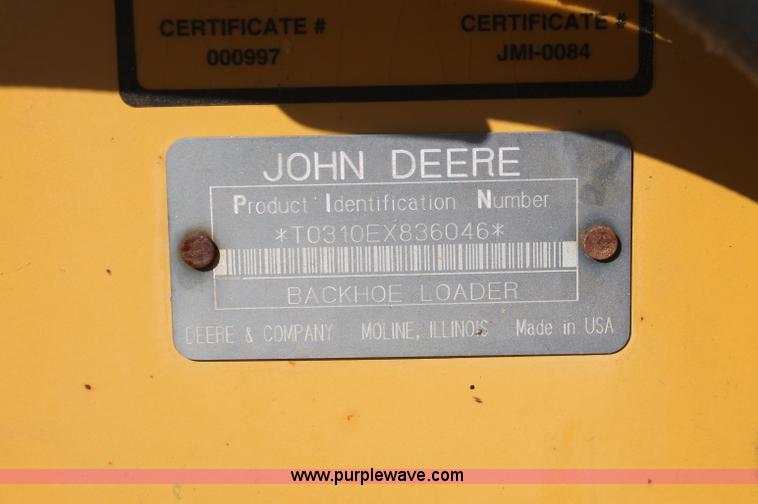 CERTIFICATE # CERTIFICATE #
000997 JMI-0084
JOHN DEERE
Product Identification Number
*T0310EX836046*
BACKHOE LOADER
DEERE & COMPANY MOLINE, ILLINOIS Made in USA
www.purplewave.com